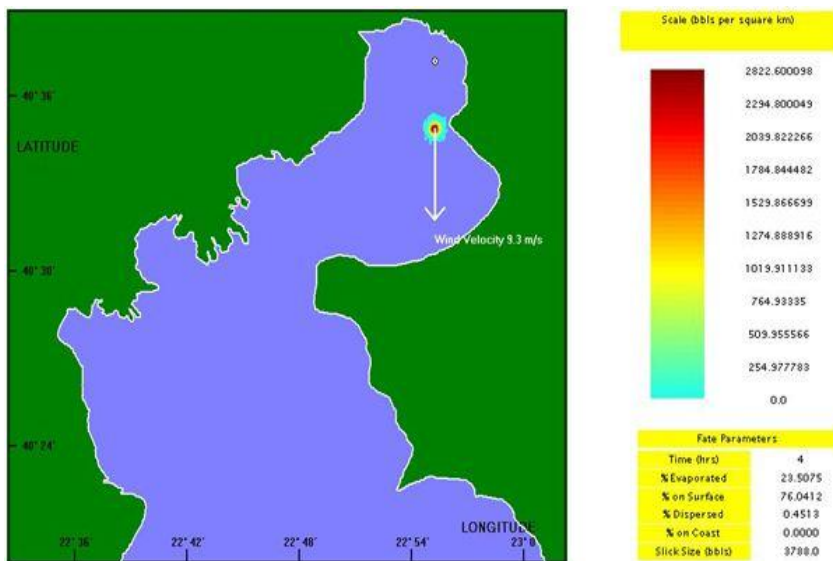 40° 36'
LATITUDE
Wind Velocity 9.3 m/s
40° 30'
40° 24'
LONGITUDE
22° 36' 22° 42' 22° 48' 22° 54' 23° 0'
Scale (bbls per square km)
2822.600098
2294.800049
2039.822266
1784.844482
1529.866699
1274.888916
1019.911133
764.93335
509.955566
254.977783
0.0
Fate Parameters
Time (hrs) 4
% Evaporated 23.5075
% on Surface 76.0412
% Dispersed 0.4513
% on Coast 0.0000
Slick Size (bbls) 3788.0